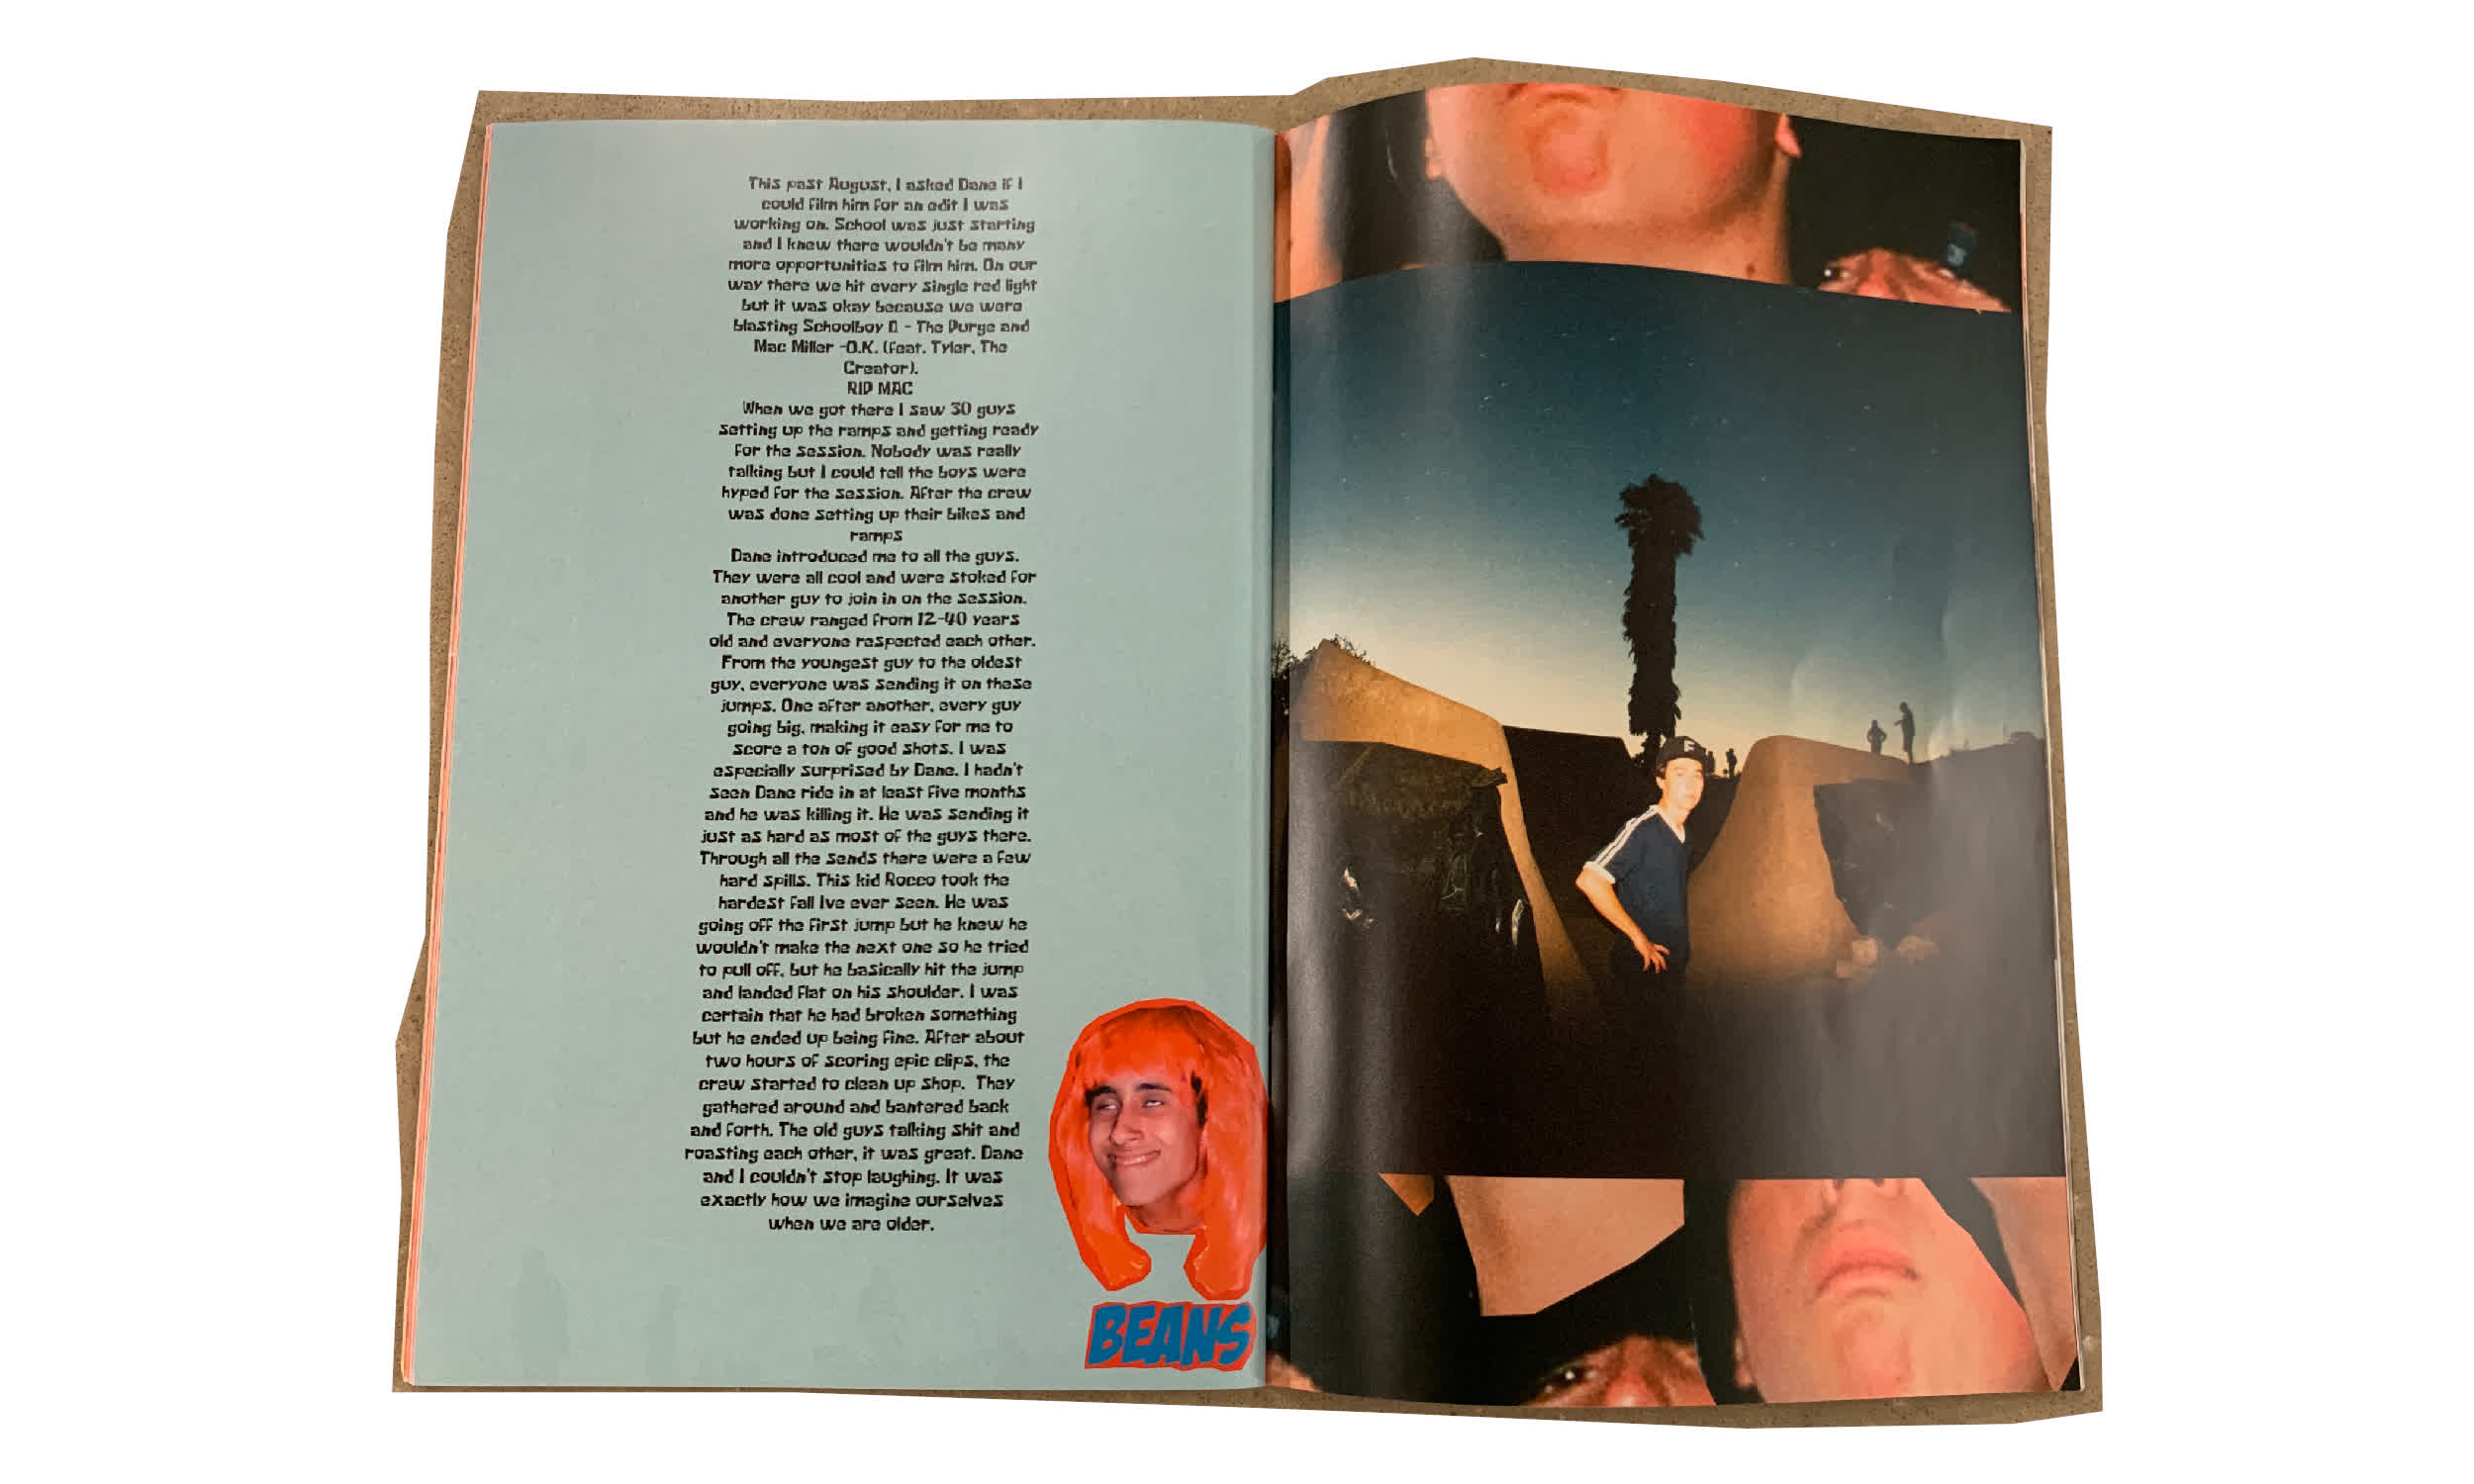 This past August, I asked Dane if I
could film him for an edit I was
working on. School was just starting
and I knew there wouldn't be many
more opportunities to film him. On our
way there we hit every single red light
but it was okay because we were
blasting Schoolboy Q - The Purge and
Mac Miller -O.K. (feat. Tyler, The
Creator).
RIP MAC
When we got there I saw 30 guys
setting up the ramps and getting ready
for the session. Nobody was really
talking but I could tell the boys were
hyped for the session. After the crew
was done setting up their bikes and
ramps
Dane introduced me to all the guys.
They were all cool and were stoked for
another guy to join in on the session.
The crew ranged from 12-40 years
old and everyone respected each other.
From the youngest guy to the oldest
guy, everyone was sending it on these
jumps. One after another, every guy
going big, making it easy for me to
score a ton of good shots. I was
especially surprised by Dane. I hadn't
seen Dane ride in at least five months
and he was killing it. He was sending it
just as hard as most of the guys there.
Through all the sends there were a few
hard spills. This kid Rocco took the
hardest fall Ive ever seen. He was
going off the first jump but he knew he
wouldn't make the next one so he tried
to pull off, but he basically hit the jump
and landed flat on his shoulder. I was
certain that he had broken something
but he ended up being fine. After about
two hours of scoring epic clips, the
crew started to clean up shop. They
gathered around and bantered back
and forth. The old guys talking shit and
roasting each other, it was great. Dane
and I couldn't stop laughing. It was
exactly how we imagine ourselves
when we are older.
BEANS
F